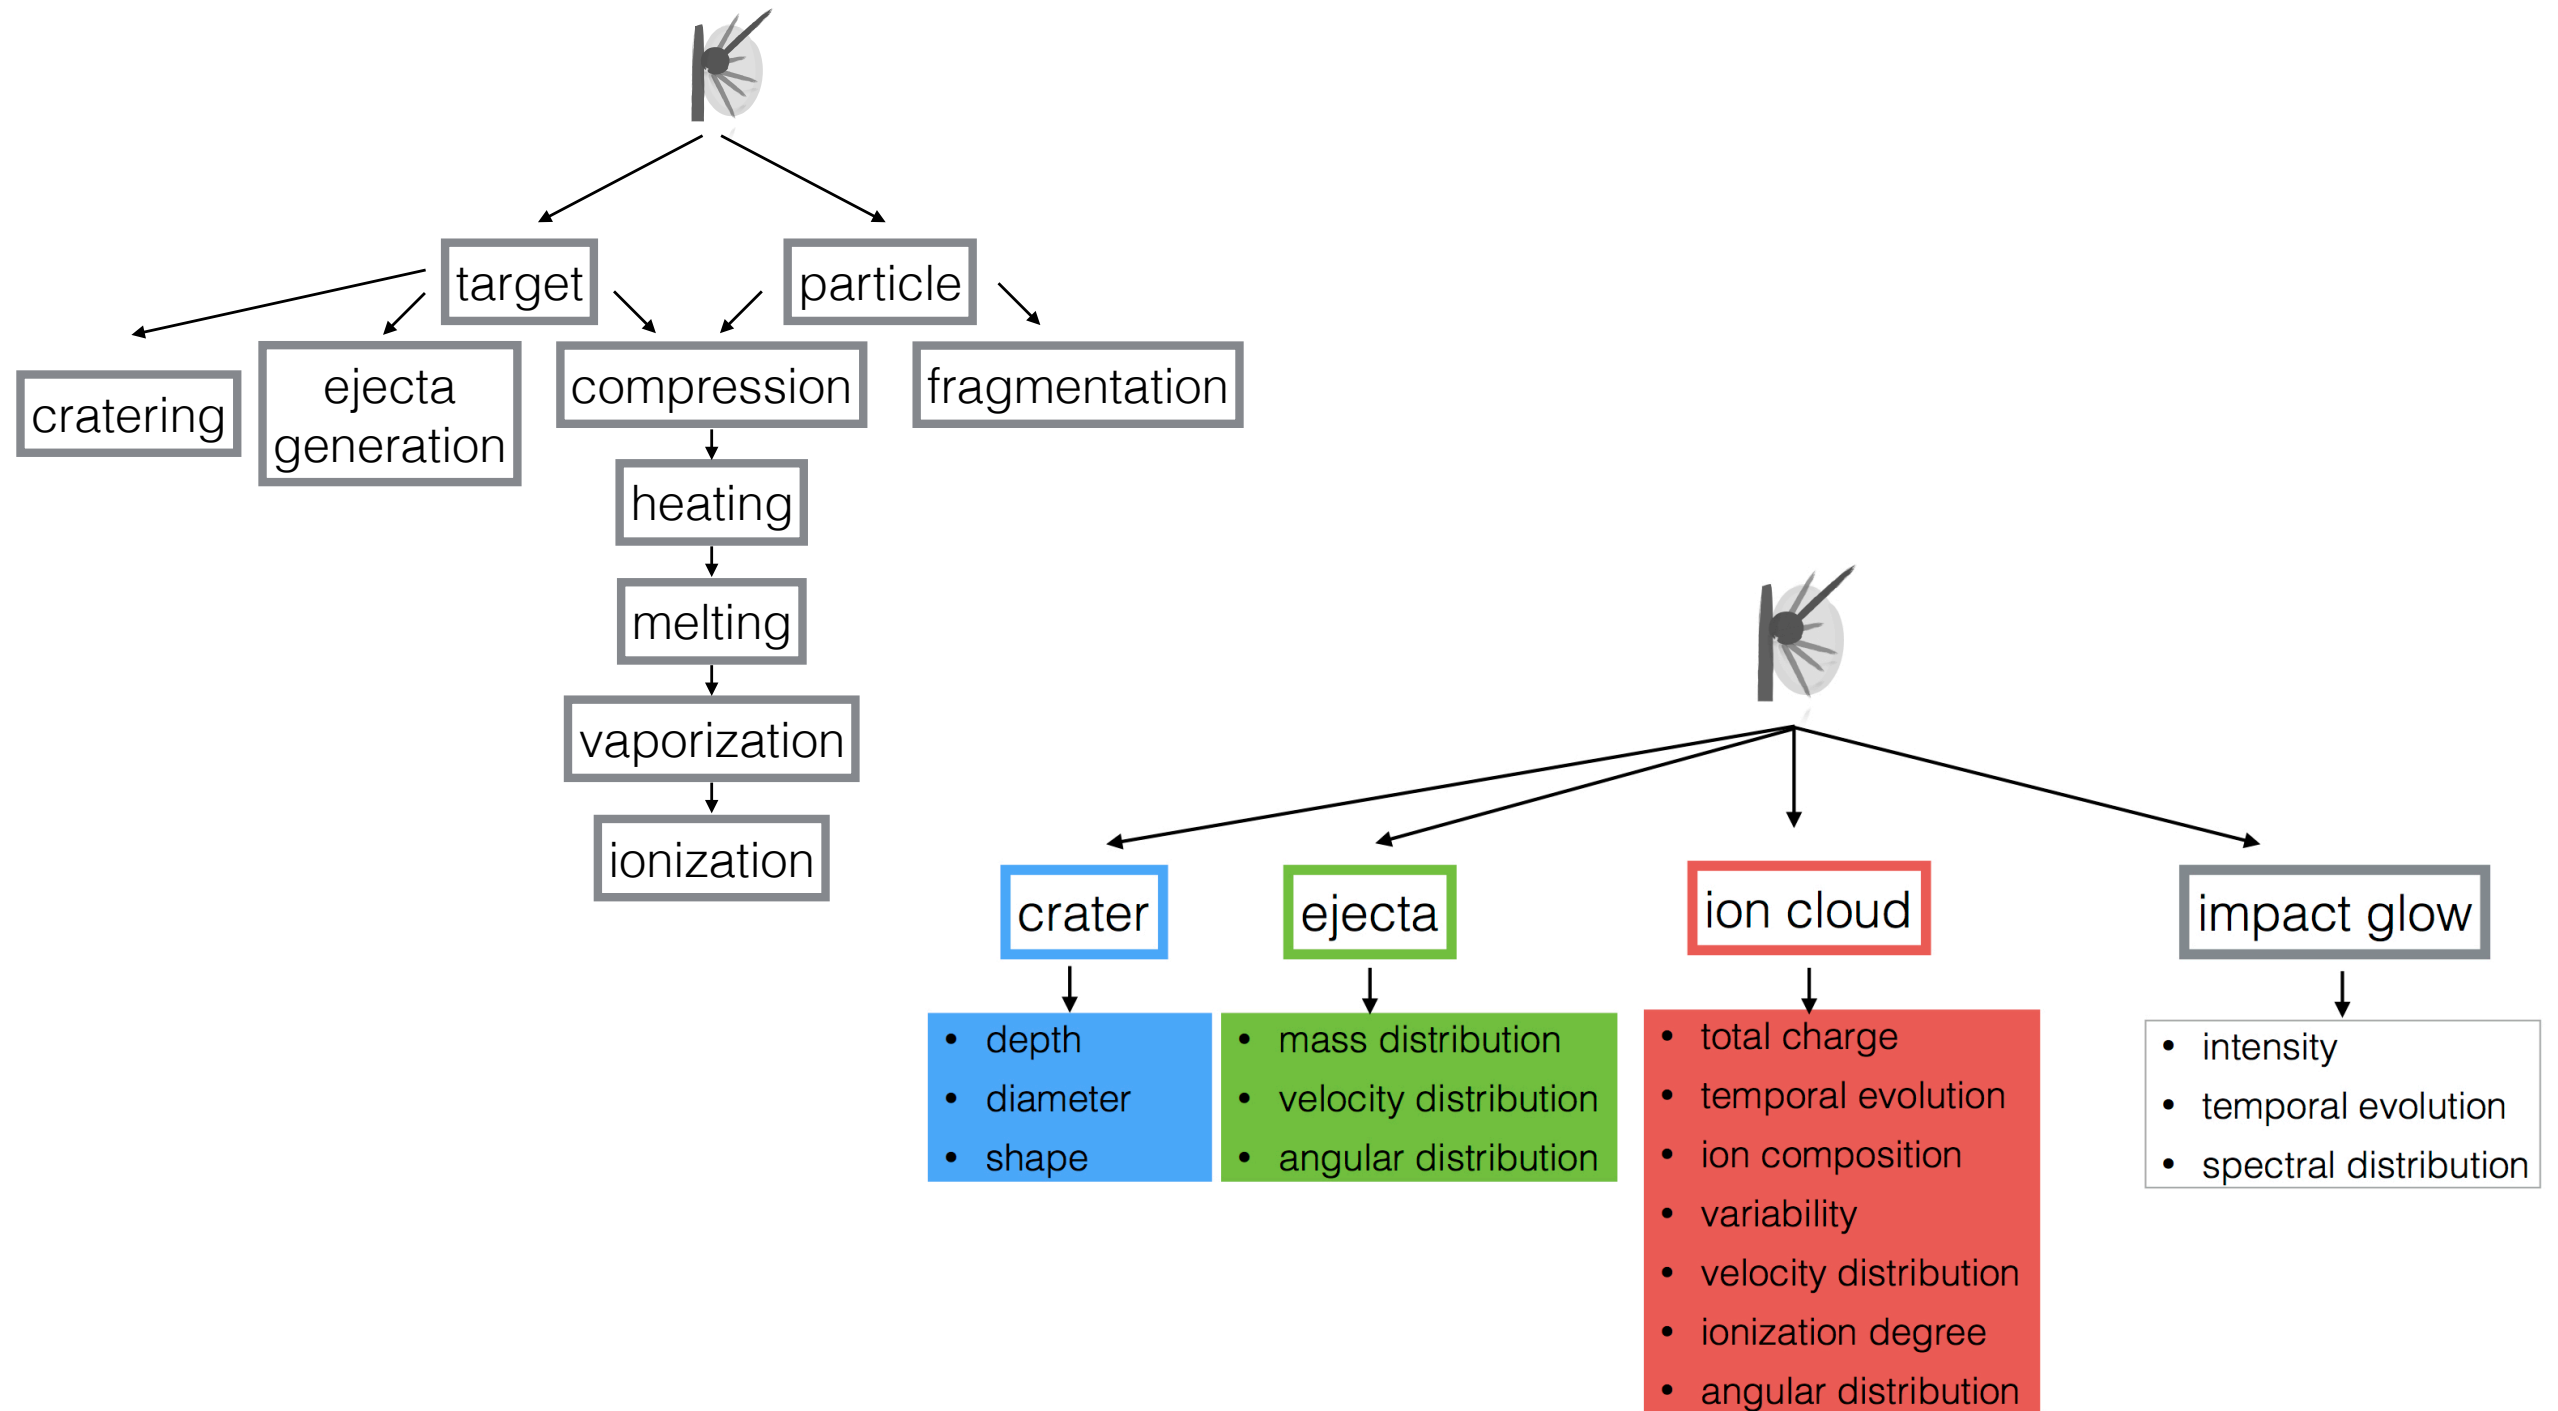 target
particle
cratering
ejecta
generation
compression
fragmentation
heating
melting
vaporization
ionization
crater
ejecta
ion cloud
impact glow
• depth
• diameter
• shape
• mass distribution
• velocity distribution
• angular distribution
• total charge
• temporal evolution
• ion composition
• variability
• velocity distribution
• ionization degree
• angular distribution
• intensity
• temporal evolution
• spectral distribution